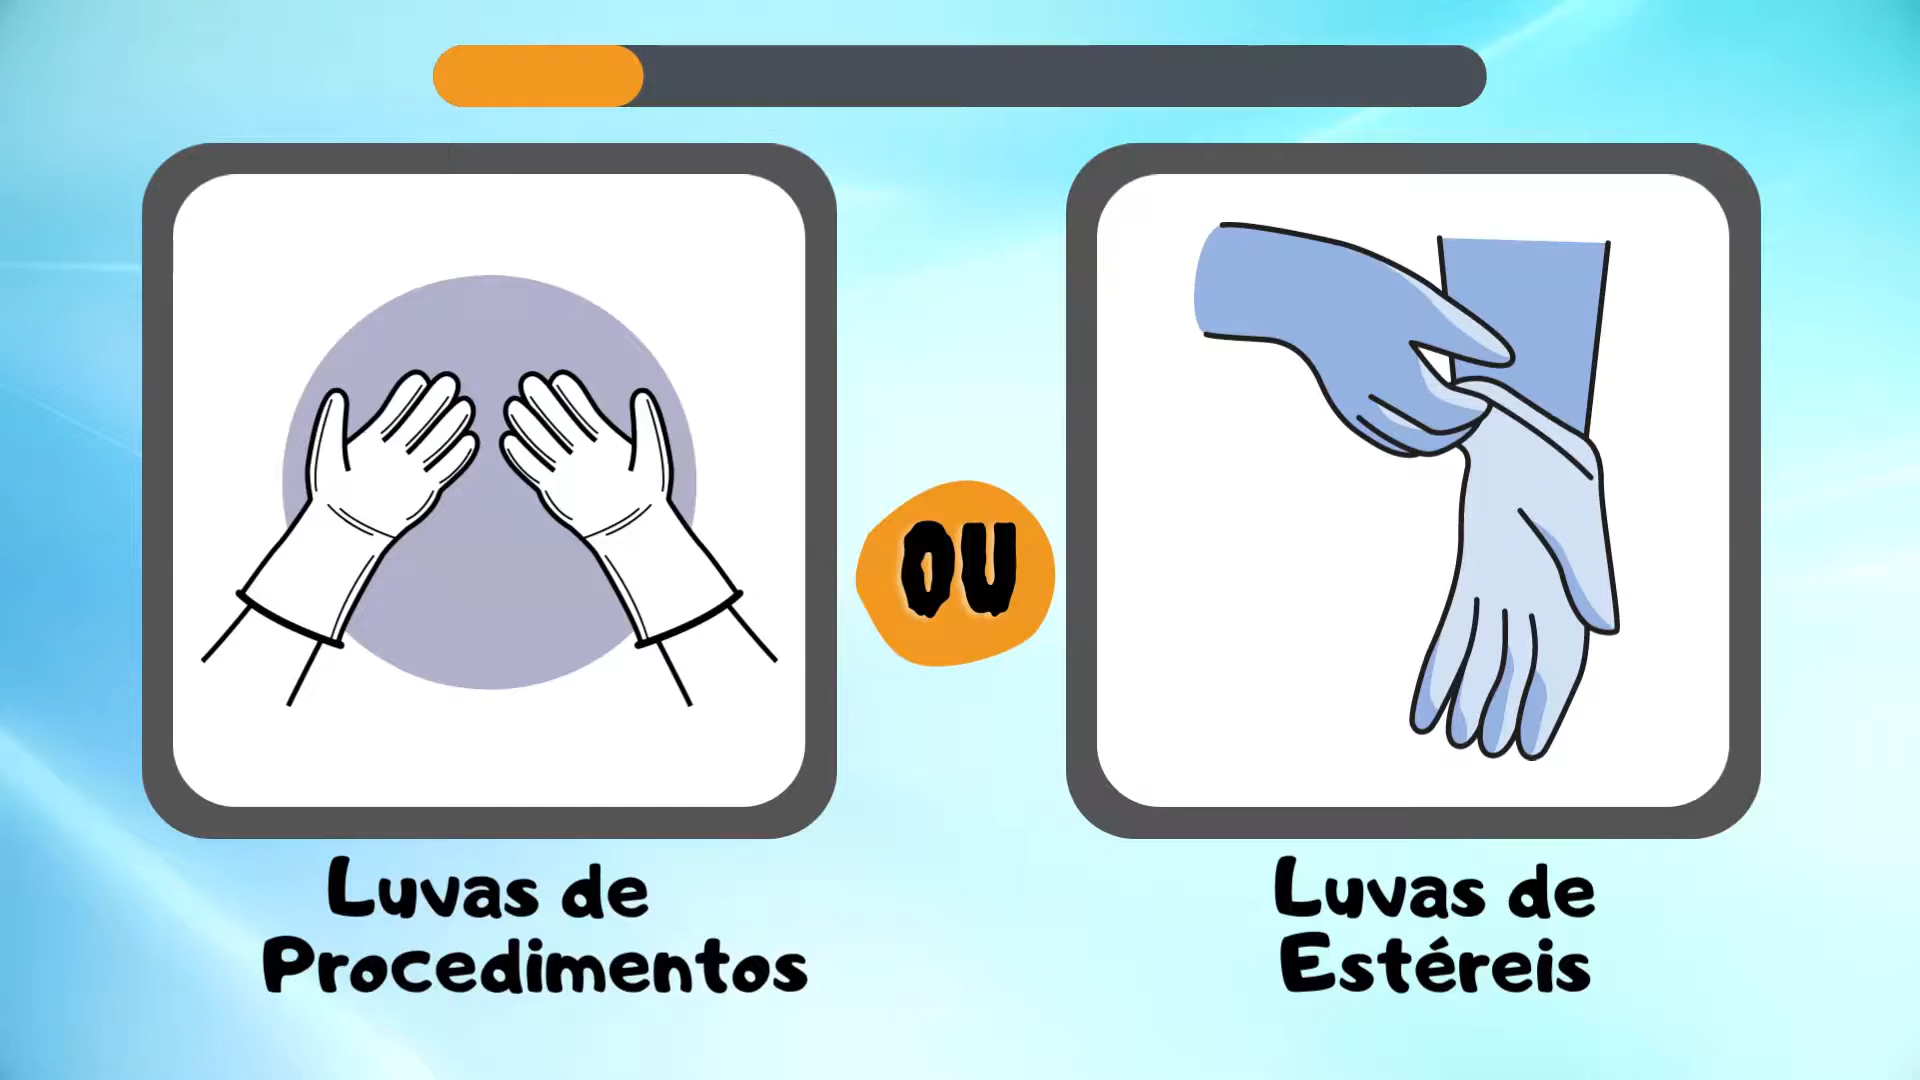 OU
Luvas de
Procedimentos
Luvas de
Estéreis